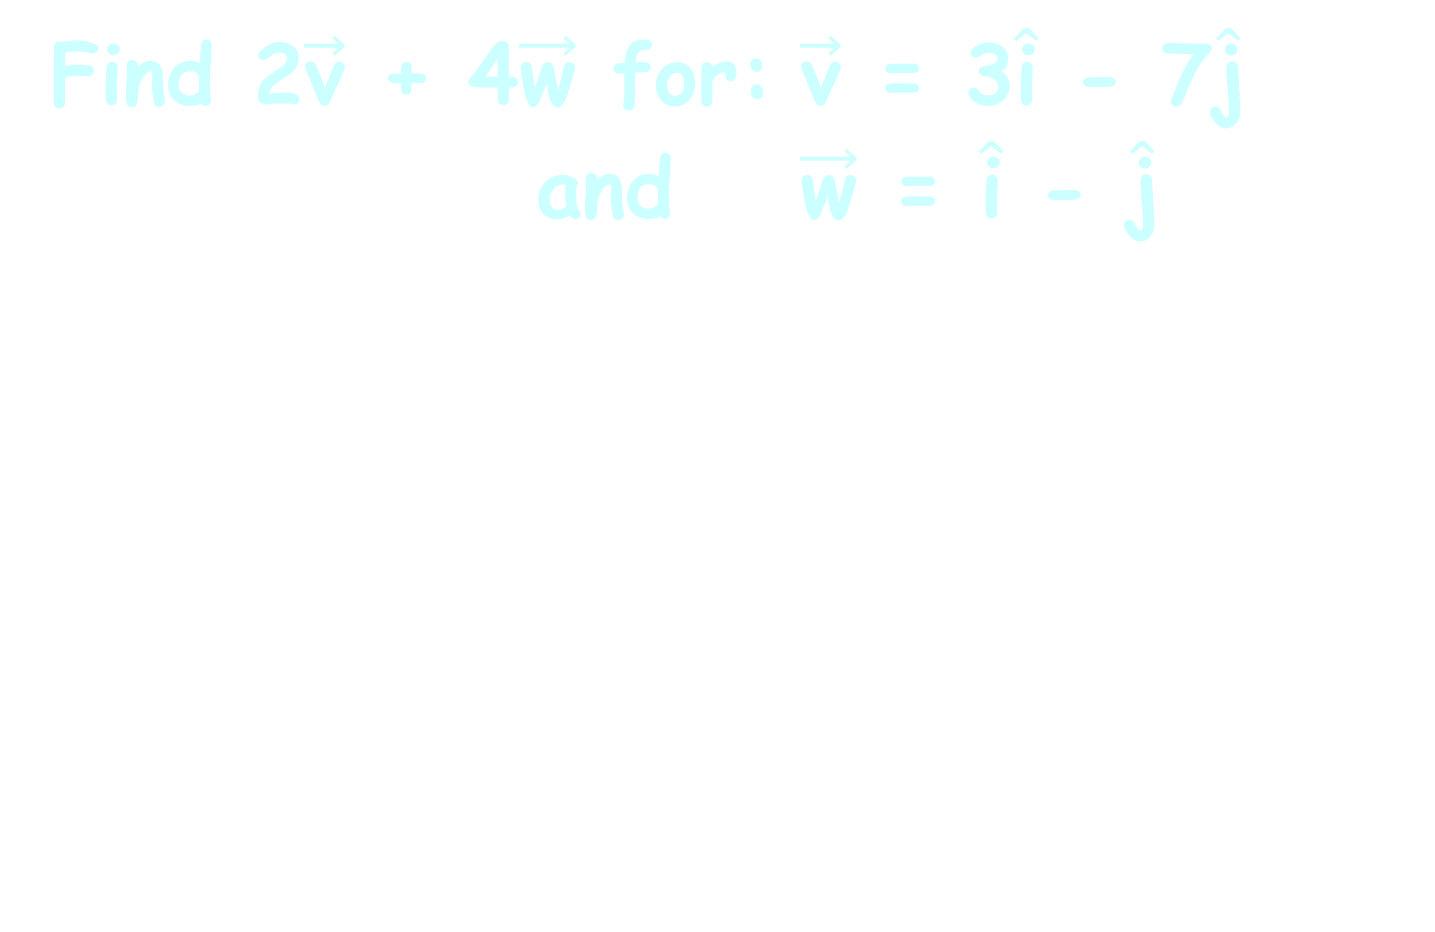 Find 2v⃗ + 4w⃗ for: v⃗ = 3î - 7ĵ
and w⃗ = î - ĵ